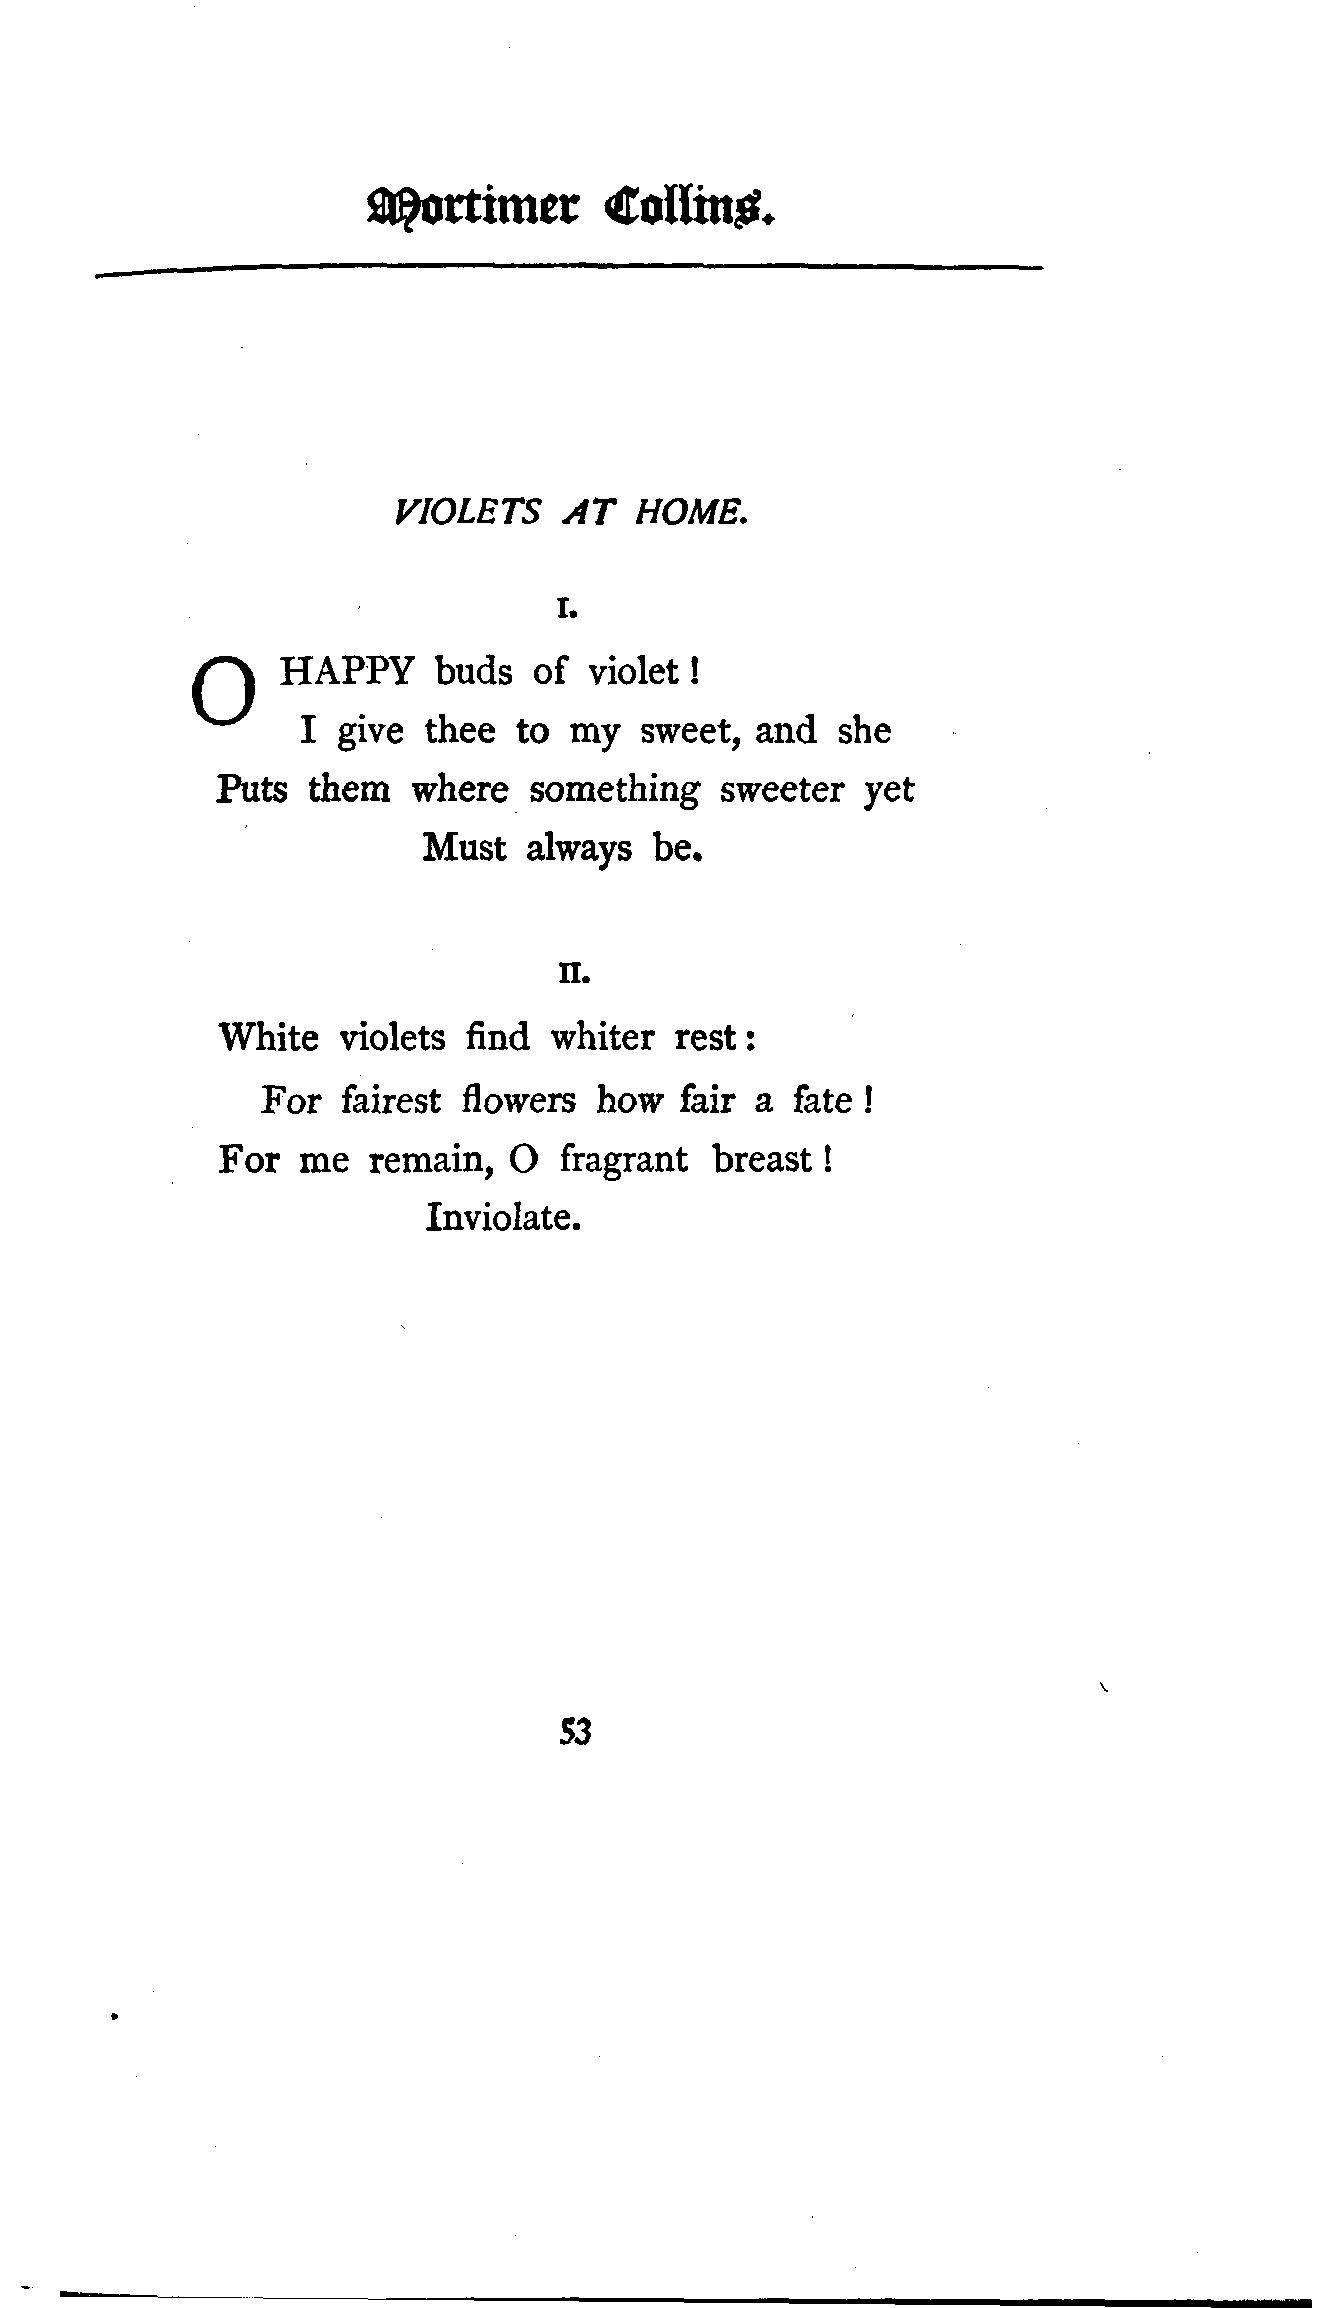 Mortimer Collins.
VIOLETS AT HOME.
I.
O HAPPY buds of violet!
I give thee to my sweet, and she
Puts them where something sweeter yet
Must always be.
II.
White violets find whiter rest:
For fairest flowers how fair a fate!
For me remain, O fragrant breast!
Inviolate.
53